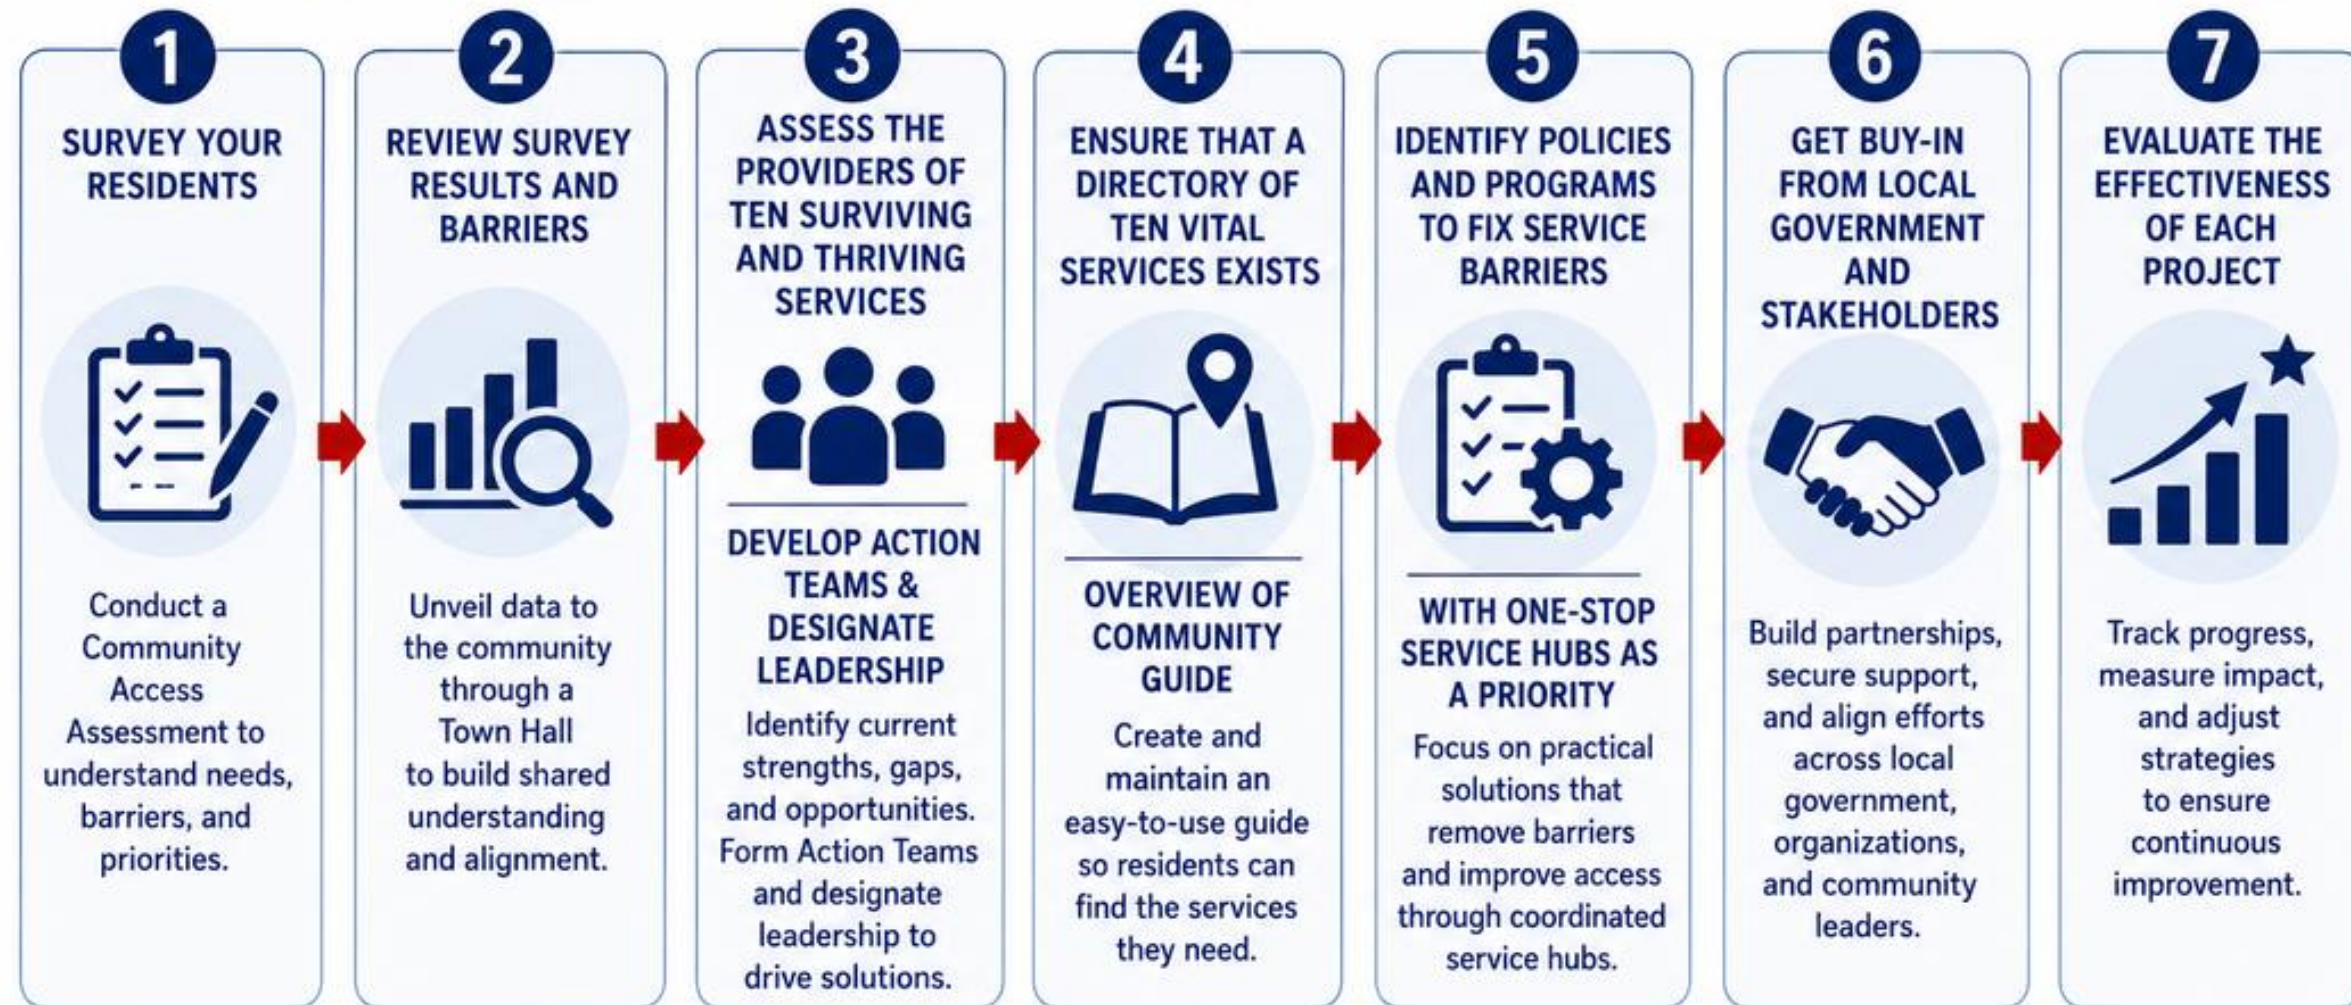 1
SURVEY YOUR
RESIDENTS
Conduct a
Community
Access
Assessment to
understand needs,
barriers, and
priorities.
2
REVIEW SURVEY
RESULTS AND
BARRIERS
Unveil data to
the community
through a
Town Hall
to build shared
understanding
and alignment.
3
ASSESS THE
PROVIDERS OF
TEN SURVIVING
AND THRIVING
SERVICES
DEVELOP ACTION
TEAMS &
DESIGNATE
LEADERSHIP
Identify current
strengths, gaps,
and opportunities.
Form Action Teams
and designate
leadership to
drive solutions.
4
ENSURE THAT A
DIRECTORY OF
TEN VITAL
SERVICES EXISTS
OVERVIEW OF
COMMUNITY
GUIDE
Create and
maintain an
easy-to-use guide
so residents can
find the services
they need.
5
IDENTIFY POLICIES
AND PROGRAMS
TO FIX SERVICE
BARRIERS
WITH ONE-STOP
SERVICE HUBS AS
A PRIORITY
Focus on practical
solutions that
remove barriers
and improve access
through coordinated
service hubs.
6
GET BUY-IN
FROM LOCAL
GOVERNMENT
AND
STAKEHOLDERS
Build partnerships,
secure support,
and align efforts
across local
government,
organizations,
and community
leaders.
7
EVALUATE THE
EFFECTIVENESS
OF EACH
PROJECT
Track progress,
measure impact,
and adjust
strategies
to ensure
continuous
improvement.